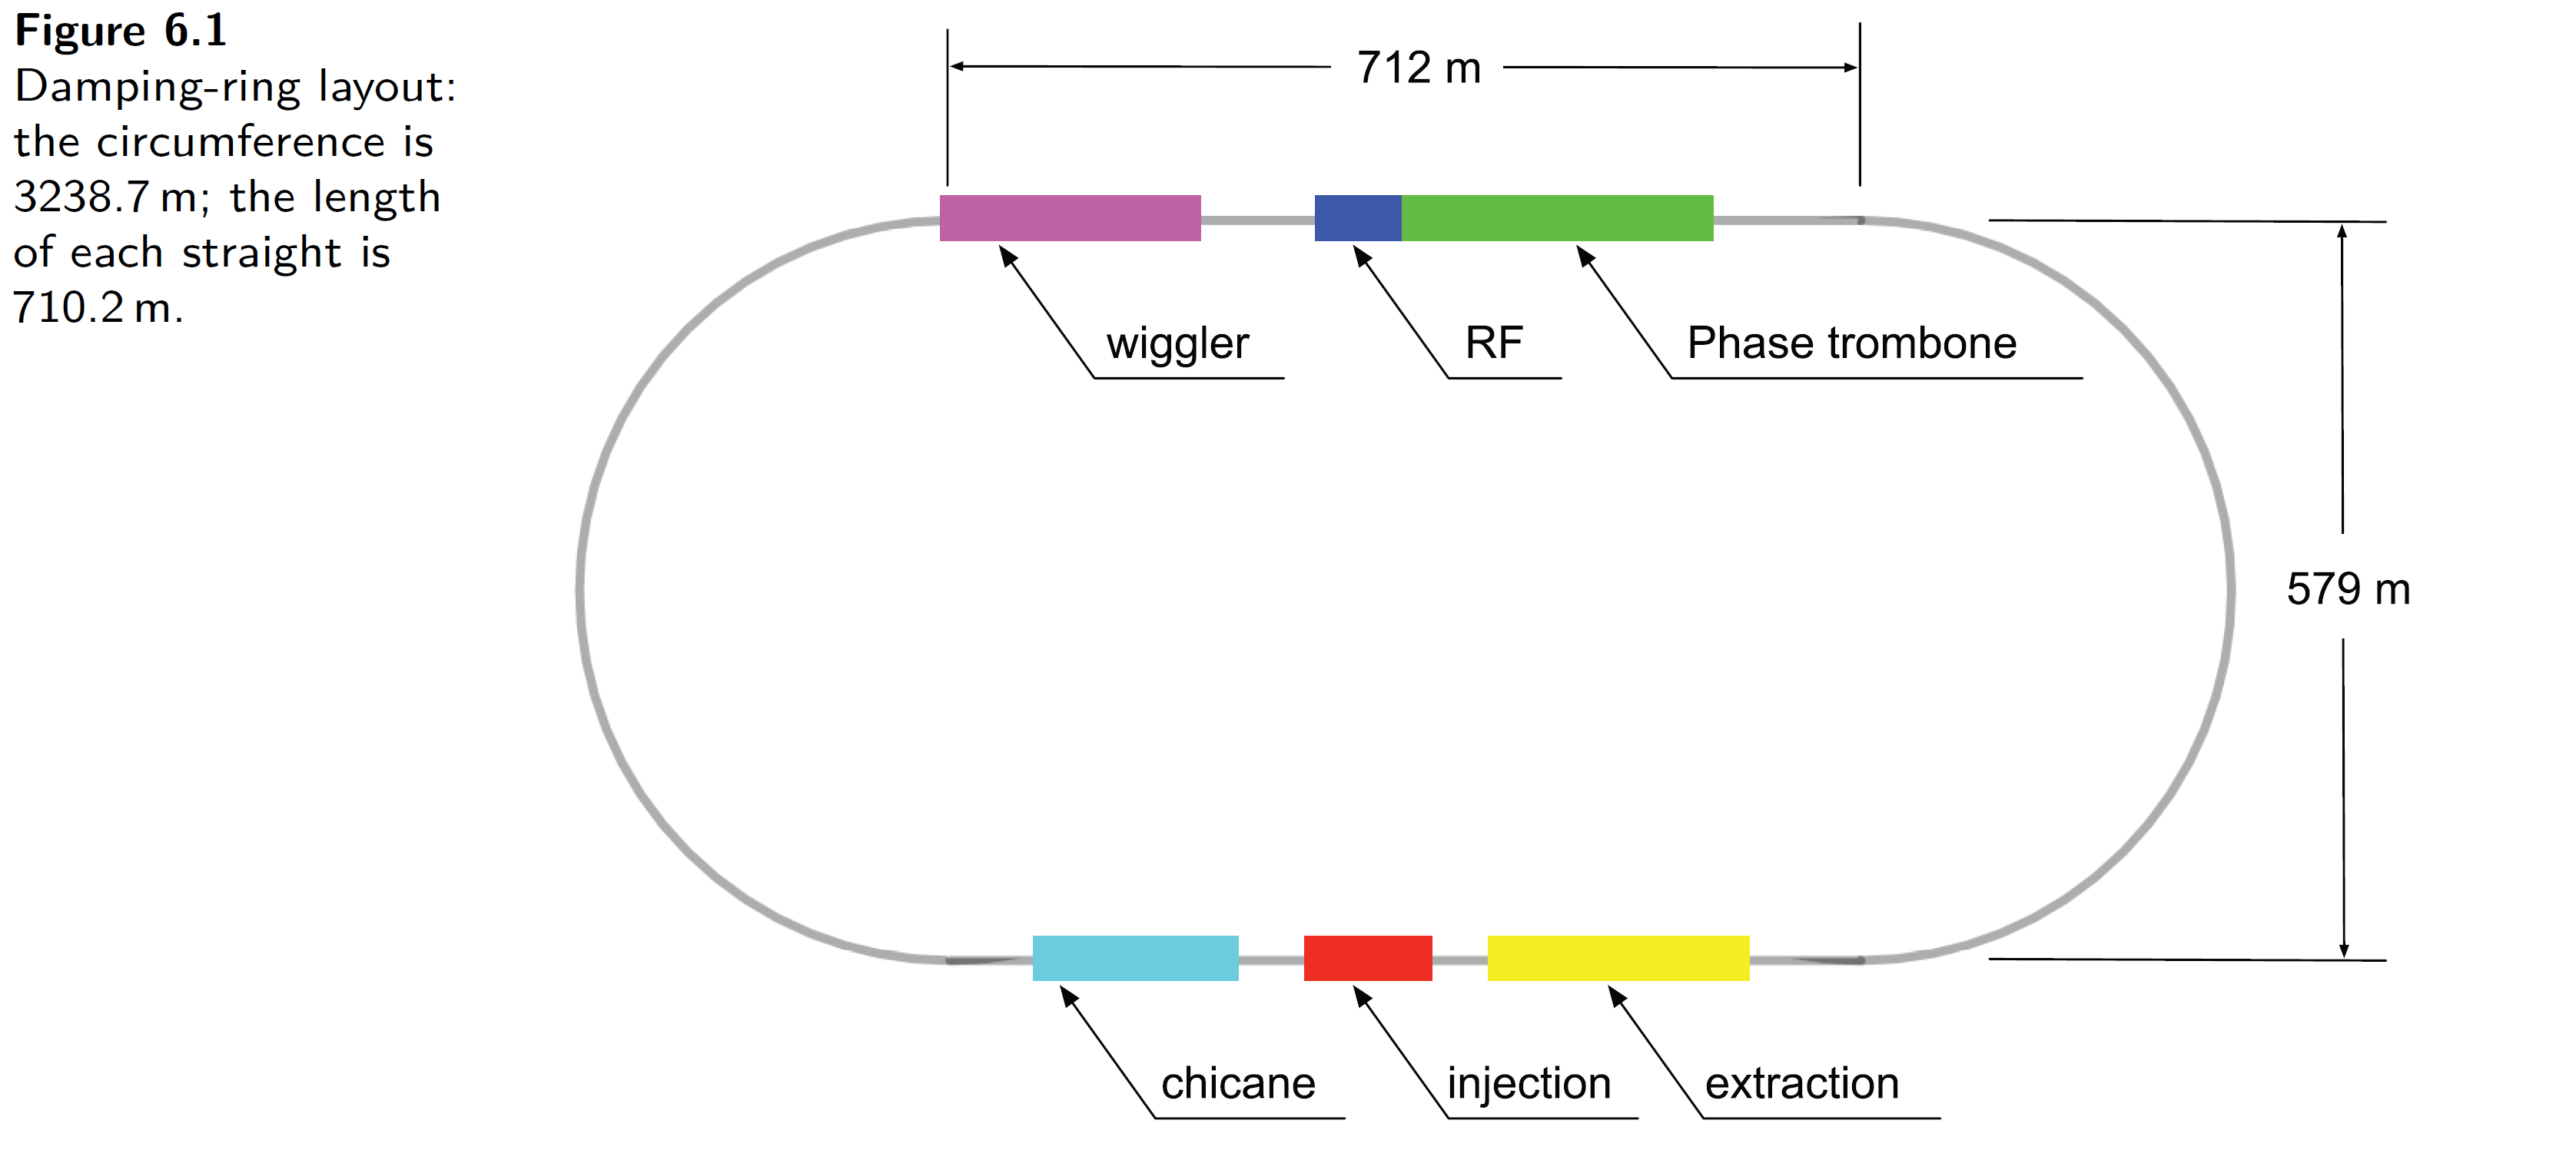 Figure 6.1
Damping-ring layout:
the circumference is
3238.7 m; the length
of each straight is
710.2 m.
712 m
wiggler
RF
Phase trombone
579 m
chicane
injection
extraction